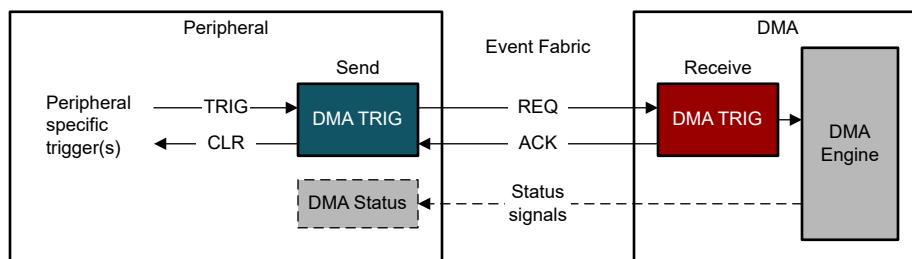 Peripheral
Event Fabric
DMA
Send
Receive
Peripheral
specific
trigger(s)
TRIG
CLR
DMA TRIG
REQ
ACK
DMA TRIG
DMA
Engine
DMA Status
Status
signals